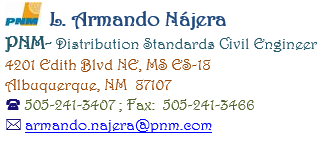 PNM L. Armando Nájera
PNM- Distribution Standards Civil Engineer
4201 Edith Blvd NE, MS ES-18
Albuquerque, NM 87107
☎ 505-241-3407 ; Fax: 505-241-3466
✉ armando.najera@pnm.com